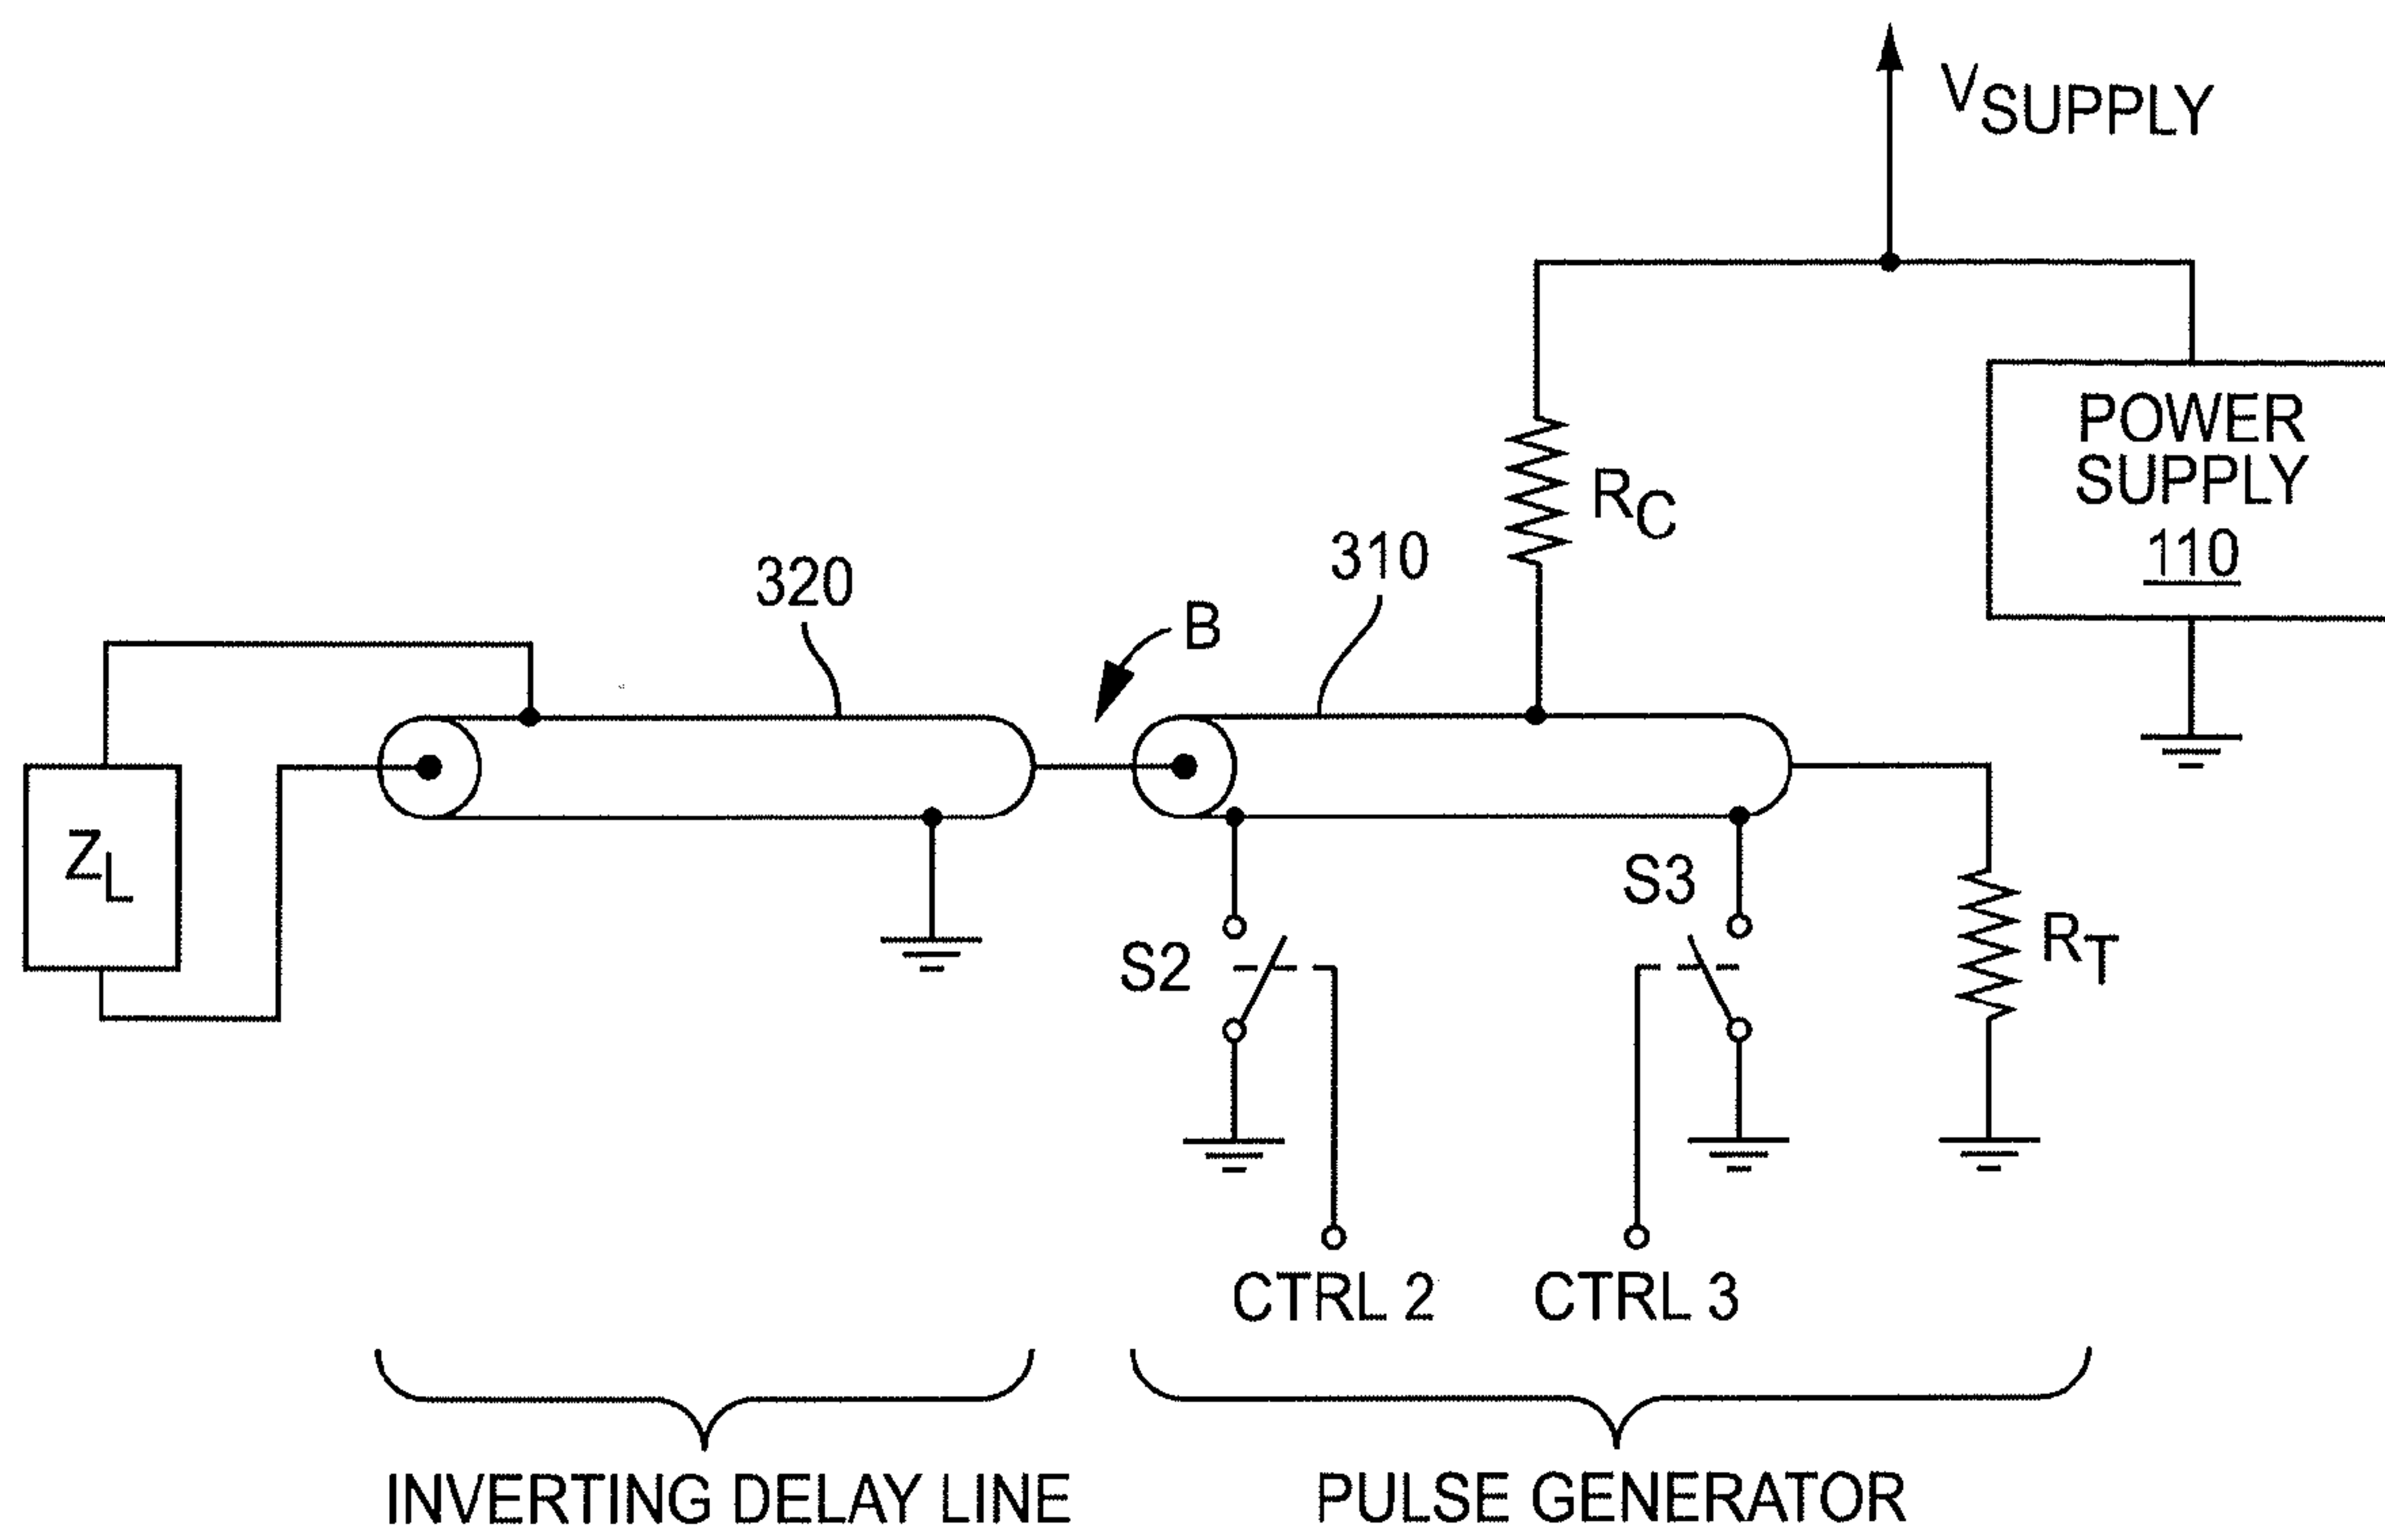 VSUPPLY
POWER
SUPPLY
110
RC
310
320
B
ZL
S3
S2
RT
CTRL 2
CTRL 3
INVERTING DELAY LINE
PULSE GENERATOR